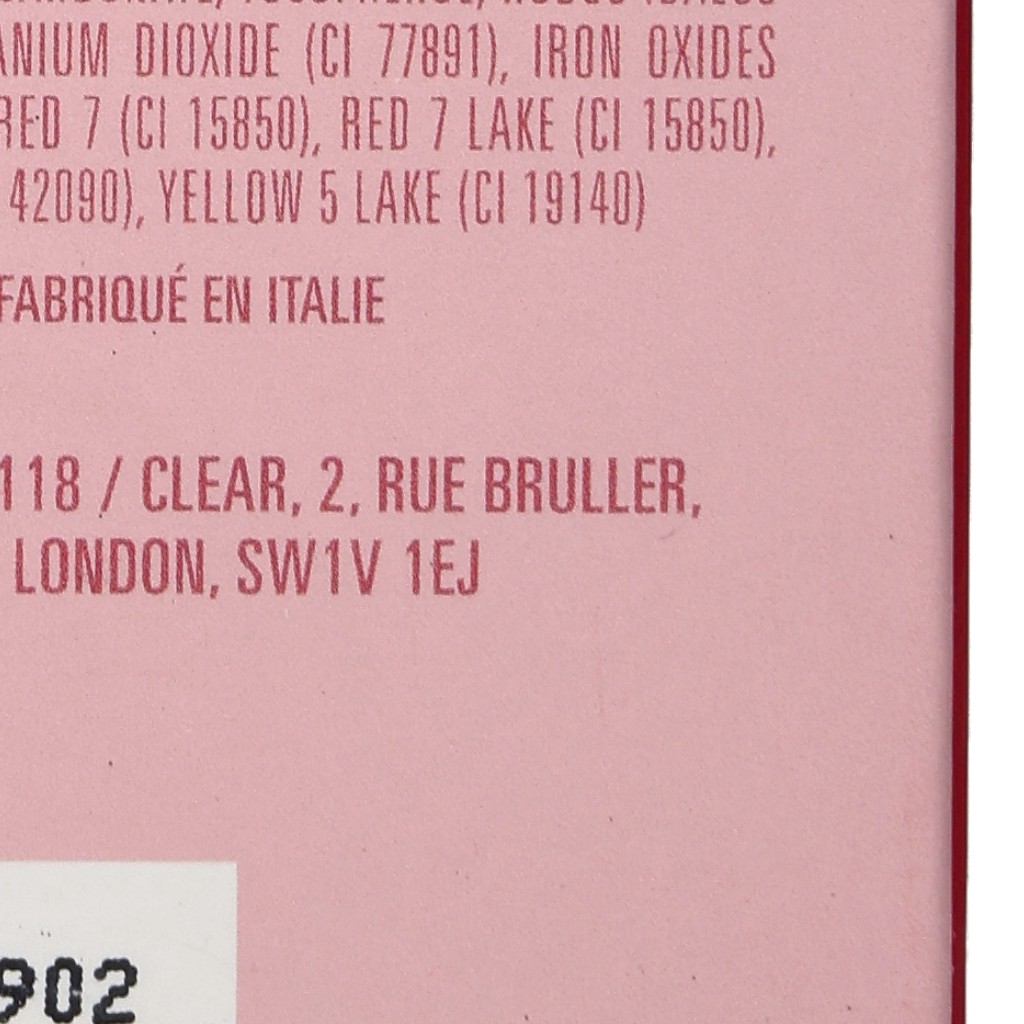 DIOXIDE (CI 77891), IRON OXIDES
RED 7 (CI 15850), RED 7 LAKE (CI 15850),
42090), YELLOW 5 LAKE (CI 19140)
FABRIQUÉ EN ITALIE
118 / CLEAR, 2, RUE BRULLER,
LONDON, SW1V 1EJ
902